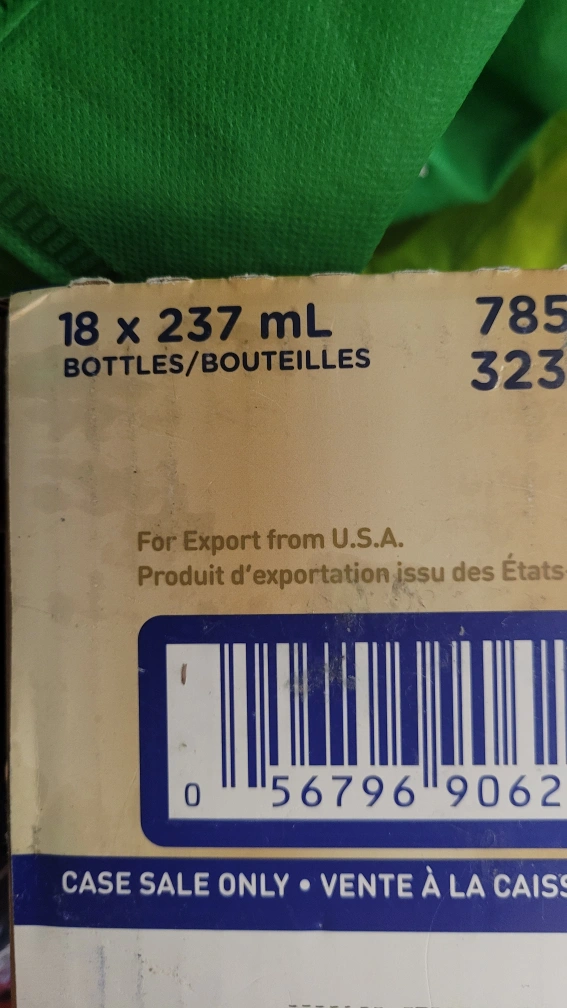 18 x 237 mL
BOTTLES/BOUTEILLES
785
323
For Export from U.S.A.
Produit d'exportation issu des États-
0 56796 9062
CASE SALE ONLY • VENTE À LA CAISS